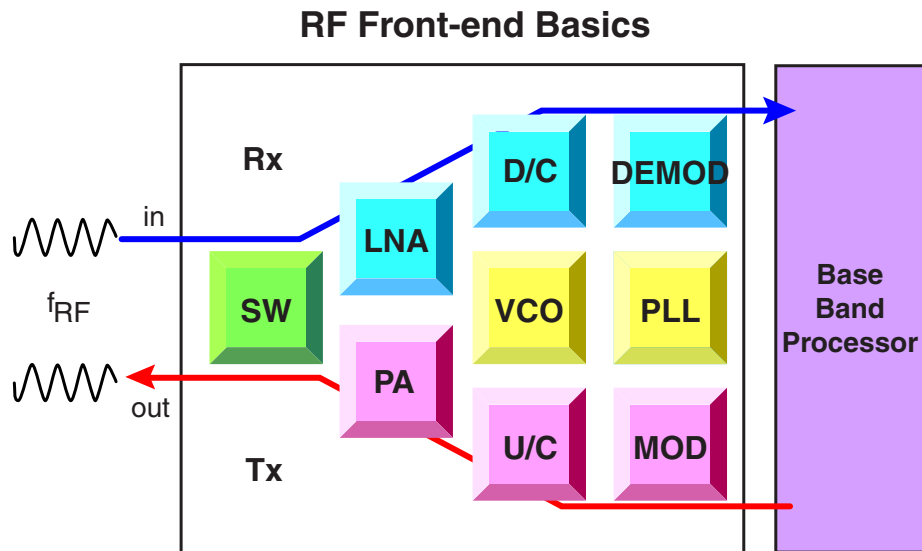 RF Front-end Basics
Rx
D/C
DEMOD
in
LNA
SW
VCO
PLL
fRF
Base
Band
Processor
PA
out
U/C
MOD
Tx